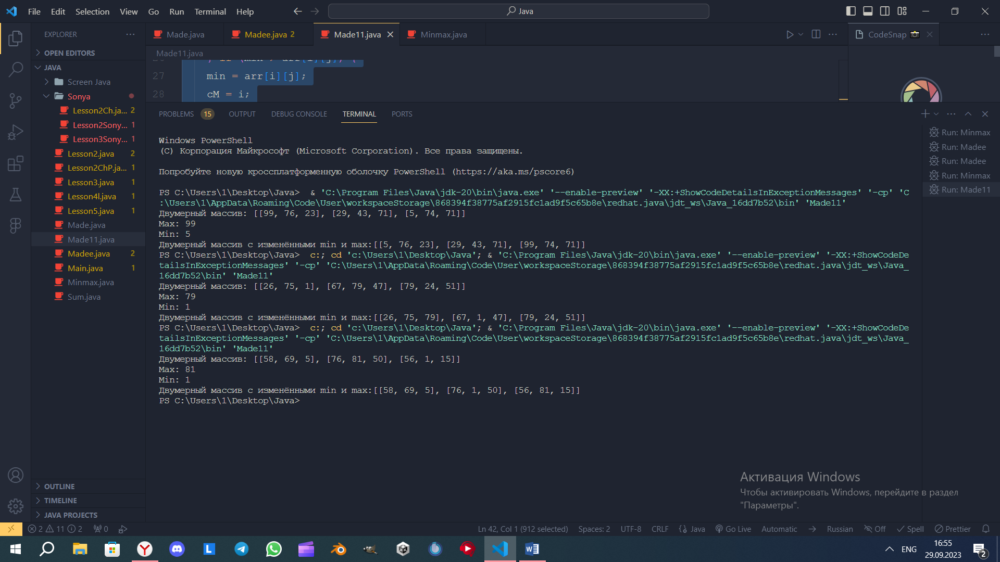 File Edit Selection View Go Run Terminal Help
Java
EXPLORER
Made.java
Madee.java 2
Made11.java
Minmax.java
CodeSnap
OPEN EDITORS
JAVA
Screen Java
Sonya
Lesson2Ch.ja... 2
Lesson2Sony... 1
Lesson3Sony... 1
Lesson2.java 2
Lesson2ChP.ja... 1
Lesson3.java 1
Lesson4l.java 1
Lesson5.java 1
Made.java
Made11.java
Madee.java 2
Main.java 1
Minmax.java
Sum.java
OUTLINE
TIMELINE
JAVA PROJECTS
Made11.java
27 min = arr[i][j];
28 cM = i;
PROBLEMS 15 OUTPUT DEBUG CONSOLE TERMINAL PORTS
Run: Minmax
Run: Madee
Run: Madee
Run: Minmax
Run: Made11
Windows PowerShell
(C) Корпорация Майкрософт (Microsoft Corporation). Все права защищены.
Попробуйте новую кроссплатформенную оболочку PowerShell (https://aka.ms/pscore6)
PS C:\Users\1\Desktop\Java>  & 'C:\Program Files\Java\jdk-20\bin\java.exe' '--enable-preview' '-XX:+ShowCodeDetailsInExceptionMessages' '-cp' 'C
:\Users\1\AppData\Roaming\Code\User\workspaceStorage\868394f38775af2915fc1ad9f5c65b8e\redhat.java\jdt_ws\Java_16dd7b52\bin' 'Made11'
Двумерный массив: [[99, 76, 23], [29, 43, 71], [5, 74, 71]]
Max: 99
Min: 5
Двумерный массив с изменёнными min и max:[[5, 76, 23], [29, 43, 71], [99, 74, 71]]
PS C:\Users\1\Desktop\Java>  c:; cd 'c:\Users\1\Desktop\Java'; & 'C:\Program Files\Java\jdk-20\bin\java.exe' '--enable-preview' '-XX:+ShowCodeDe
tailsInExceptionMessages' '-cp' 'C:\Users\1\AppData\Roaming\Code\User\workspaceStorage\868394f38775af2915fc1ad9f5c65b8e\redhat.java\jdt_ws\Java_
16dd7b52\bin' 'Made11'
Двумерный массив: [[26, 75, 1], [67, 79, 47], [79, 24, 51]]
Max: 79
Min: 1
Двумерный массив с изменёнными min и max:[[26, 75, 79], [67, 1, 47], [79, 24, 51]]
PS C:\Users\1\Desktop\Java>  c:; cd 'c:\Users\1\Desktop\Java'; & 'C:\Program Files\Java\jdk-20\bin\java.exe' '--enable-preview' '-XX:+ShowCodeDe
tailsInExceptionMessages' '-cp' 'C:\Users\1\AppData\Roaming\Code\User\workspaceStorage\868394f38775af2915fc1ad9f5c65b8e\redhat.java\jdt_ws\Java_
16dd7b52\bin' 'Made11'
Двумерный массив: [[58, 69, 5], [76, 81, 50], [56, 1, 15]]
Max: 81
Min: 1
Двумерный массив с изменёнными min и max:[[58, 69, 5], [76, 1, 50], [56, 81, 15]]
PS C:\Users\1\Desktop\Java>
Активация Windows
Чтобы активировать Windows, перейдите в раздел
"Параметры".
2 11 2 0 Ln 42, Col 1 (912 selected) Spaces: 2 UTF-8 CRLF Java Go Live Automatic Russian Off Spell Prettier
ENG 16:55
29.09.2023 2